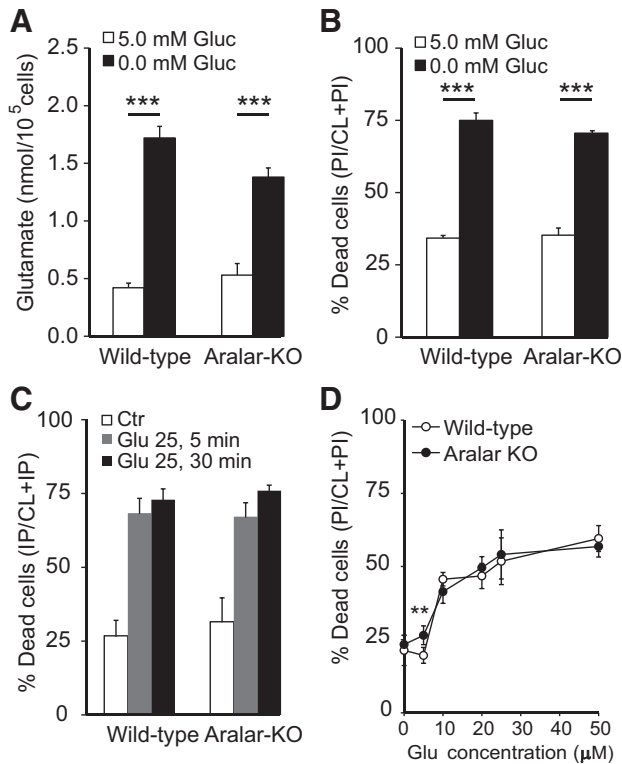 A
Glutamate (nmol/10 5cells)
5.0 mM Gluc
0.0 mM Gluc
2.5
2.0
1.5
1.0
0.5
0.0
***
***
Wild-type Aralar-KO
B
% Dead cells (PI/CL+PI)
5.0 mM Gluc
0.0 mM Gluc
100
75
50
25
0
***
***
Wild-type Aralar-KO
C
% Dead cells (IP/CL+IP)
Ctr
Glu 25, 5 min
Glu 25, 30 min
100
75
50
25
0
Wild-type Aralar-KO
D
% Dead cells (PI/CL+PI)
Wild-type
Aralar KO
100
75
50
25
0
**
0 10 20 30 40 50
Glu concentration (μM)